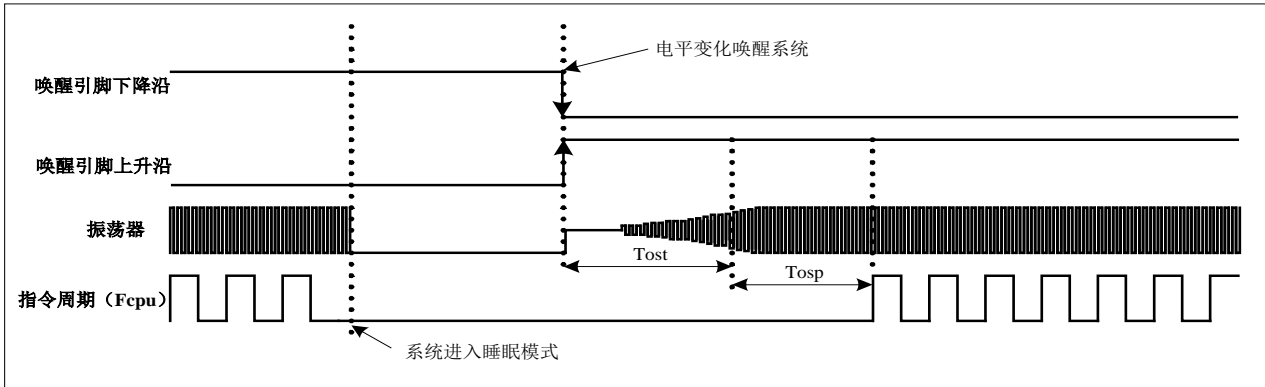 电平变化唤醒系统
唤醒引脚下降沿
唤醒引脚上升沿
振荡器
Tost
Tosp
指令周期（Fcpu）
系统进入睡眠模式